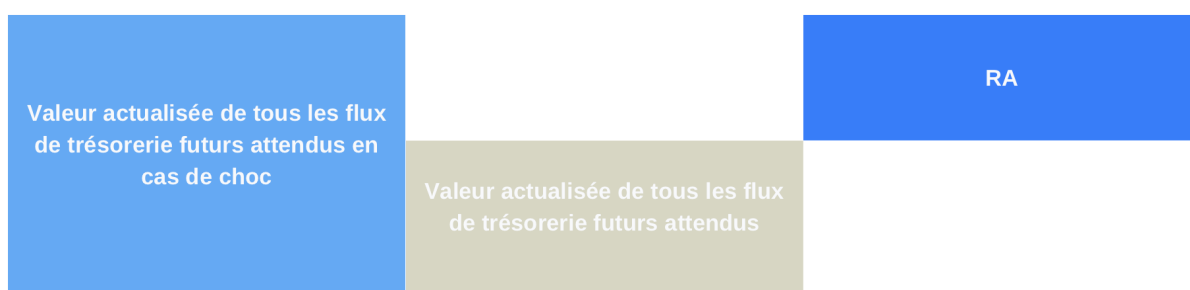 Valeur actualisée de tous les flux
de trésorerie futurs attendus en
cas de choc
Valeur actualisée de tous les flux
de trésorerie futurs attendus
RA